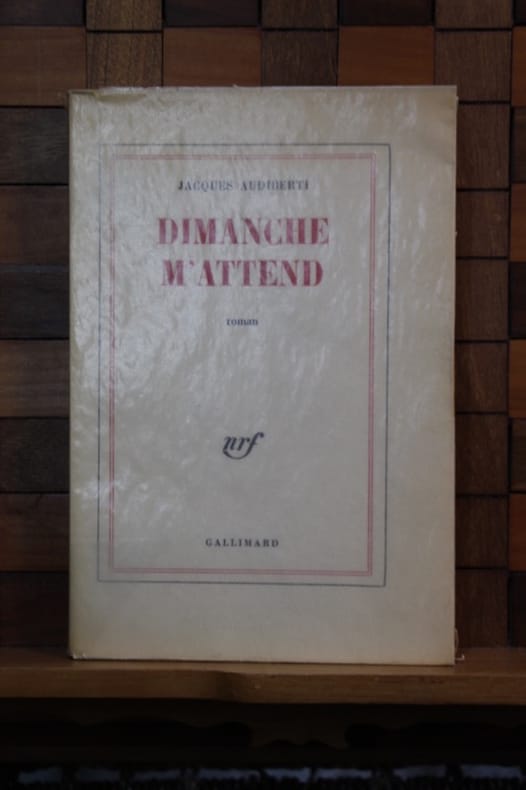 JACQUES AUDIBERTI
DIMANCHE
M'ATTEND
roman
nrf
GALLIMARD